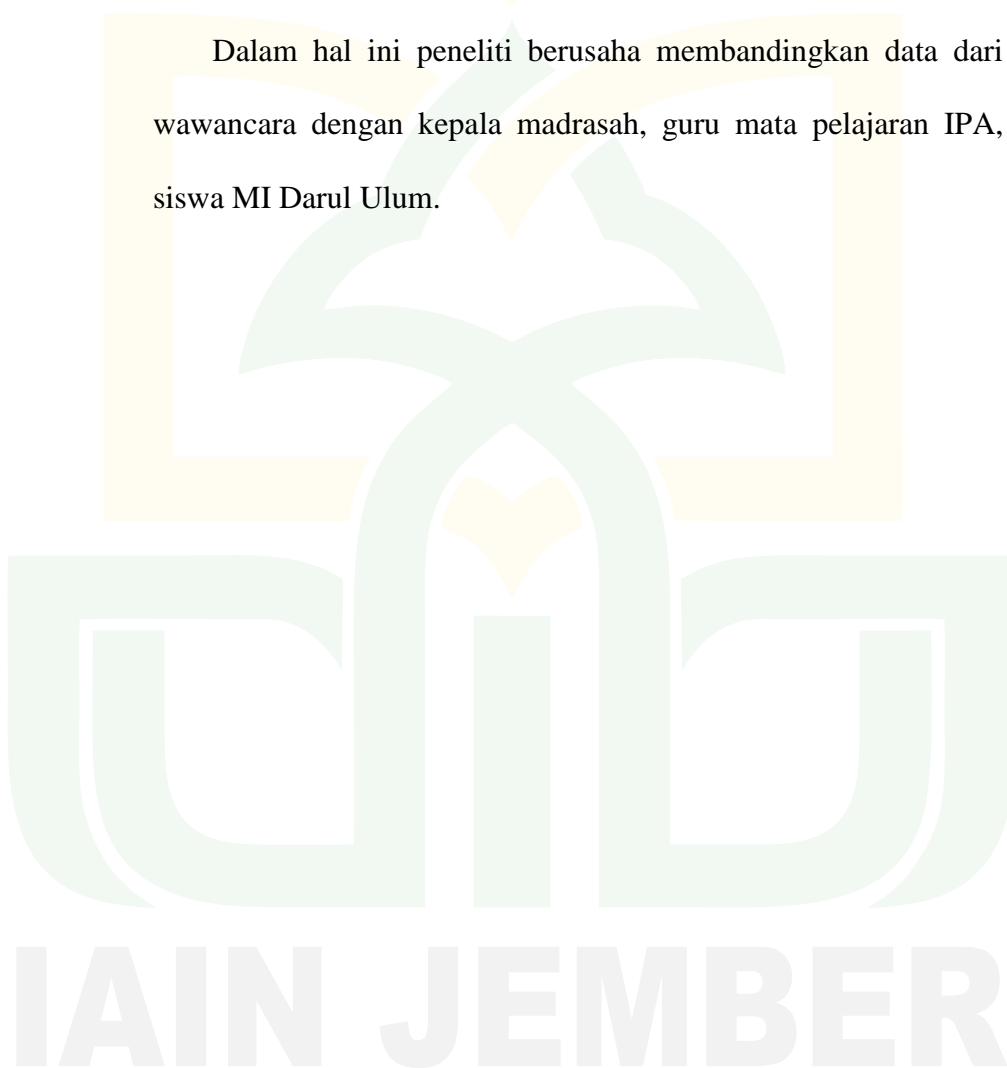 Dalam hal ini peneliti berusaha membandingkan data dari
wawancara dengan kepala madrasah, guru mata pelajaran IPA,
siswa MI Darul Ulum.
IAIN JEMBER